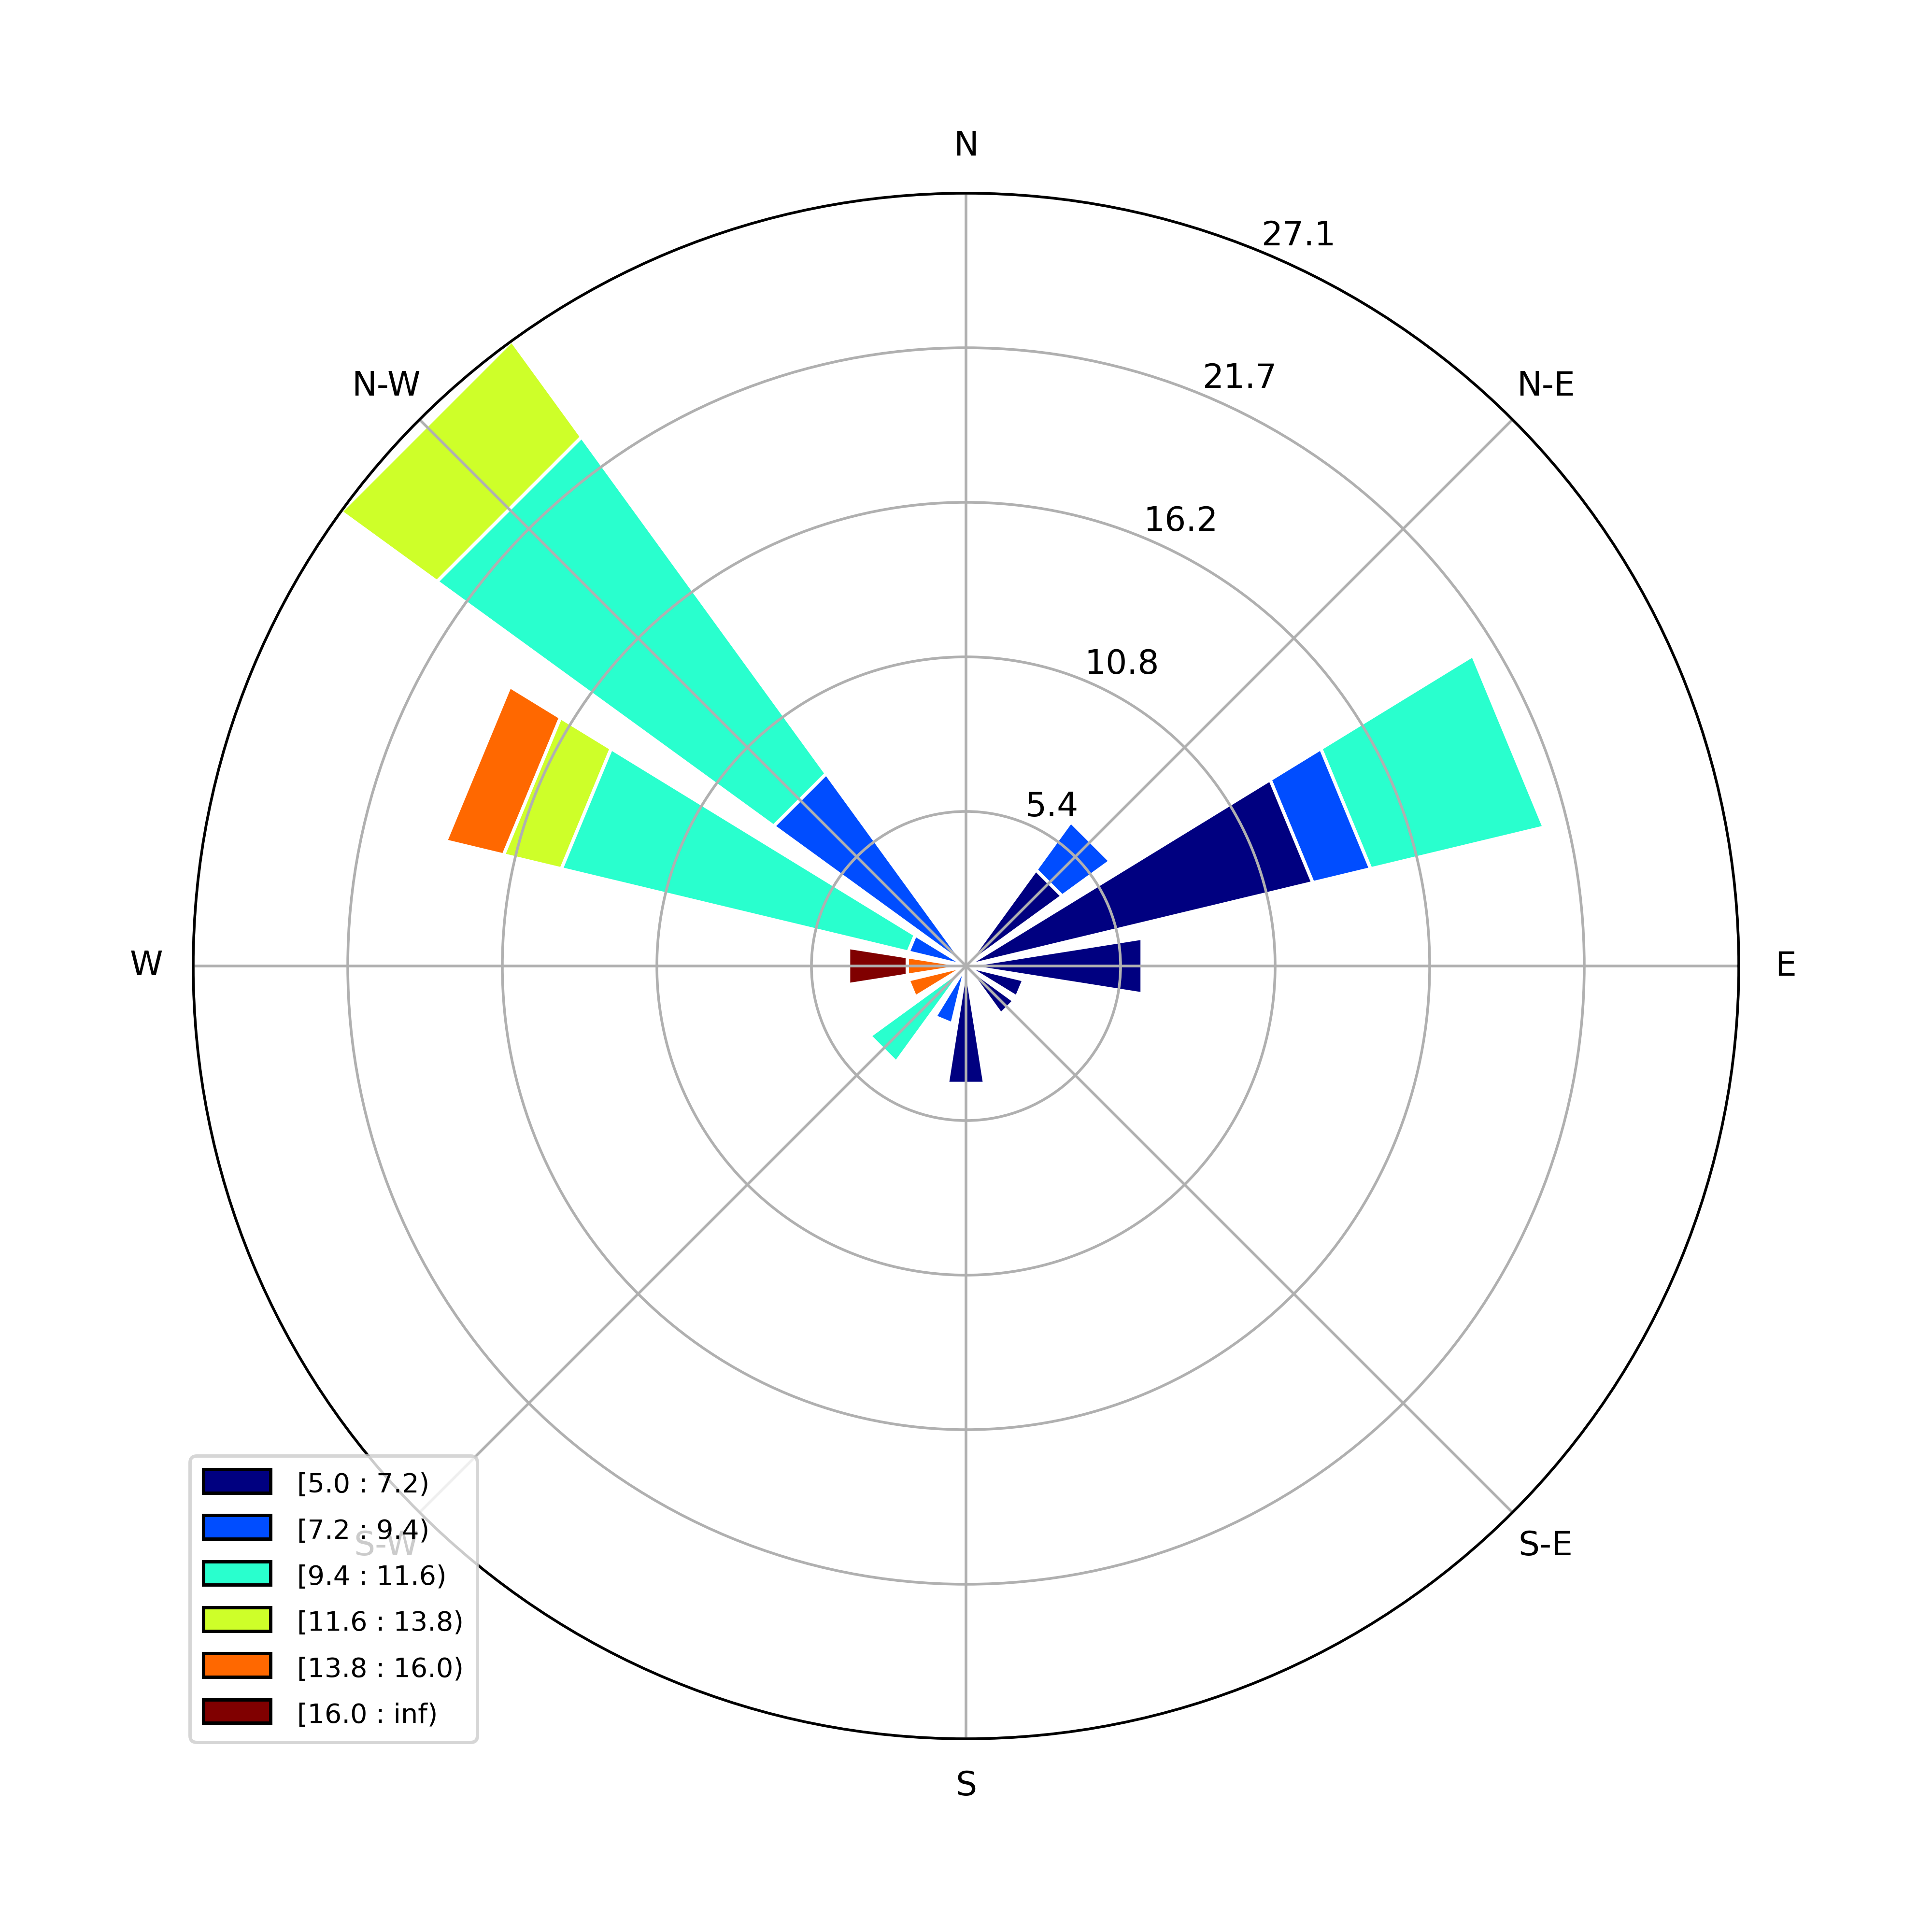 N
27.1
N-W
21.7
N-E
16.2
10.8
5.4
W
E
[5.0 : 7.2)
[7.2 : 9.4)
S-W
S-E
[9.4 : 11.6)
[11.6 : 13.8)
[13.8 : 16.0)
[16.0 : inf)
S